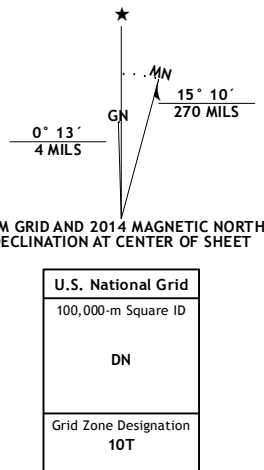 MN
GN
15° 10´
270 MILS
0° 13´
4 MILS
M GRID AND 2014 MAGNETIC NORTH
DECLINATION AT CENTER OF SHEET
U.S. National Grid
100,000-m Square ID
DN
Grid Zone Designation
10T